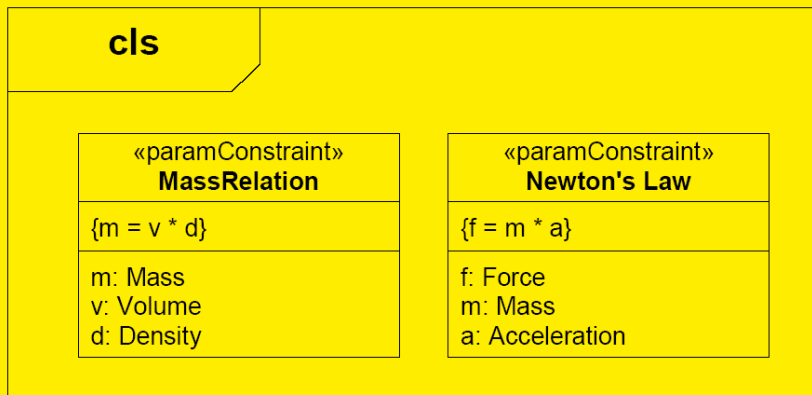 cls
«paramConstraint»
MassRelation
{m = v * d}
m: Mass
v: Volume
d: Density
«paramConstraint»
Newton's Law
{f = m * a}
f: Force
m: Mass
a: Acceleration